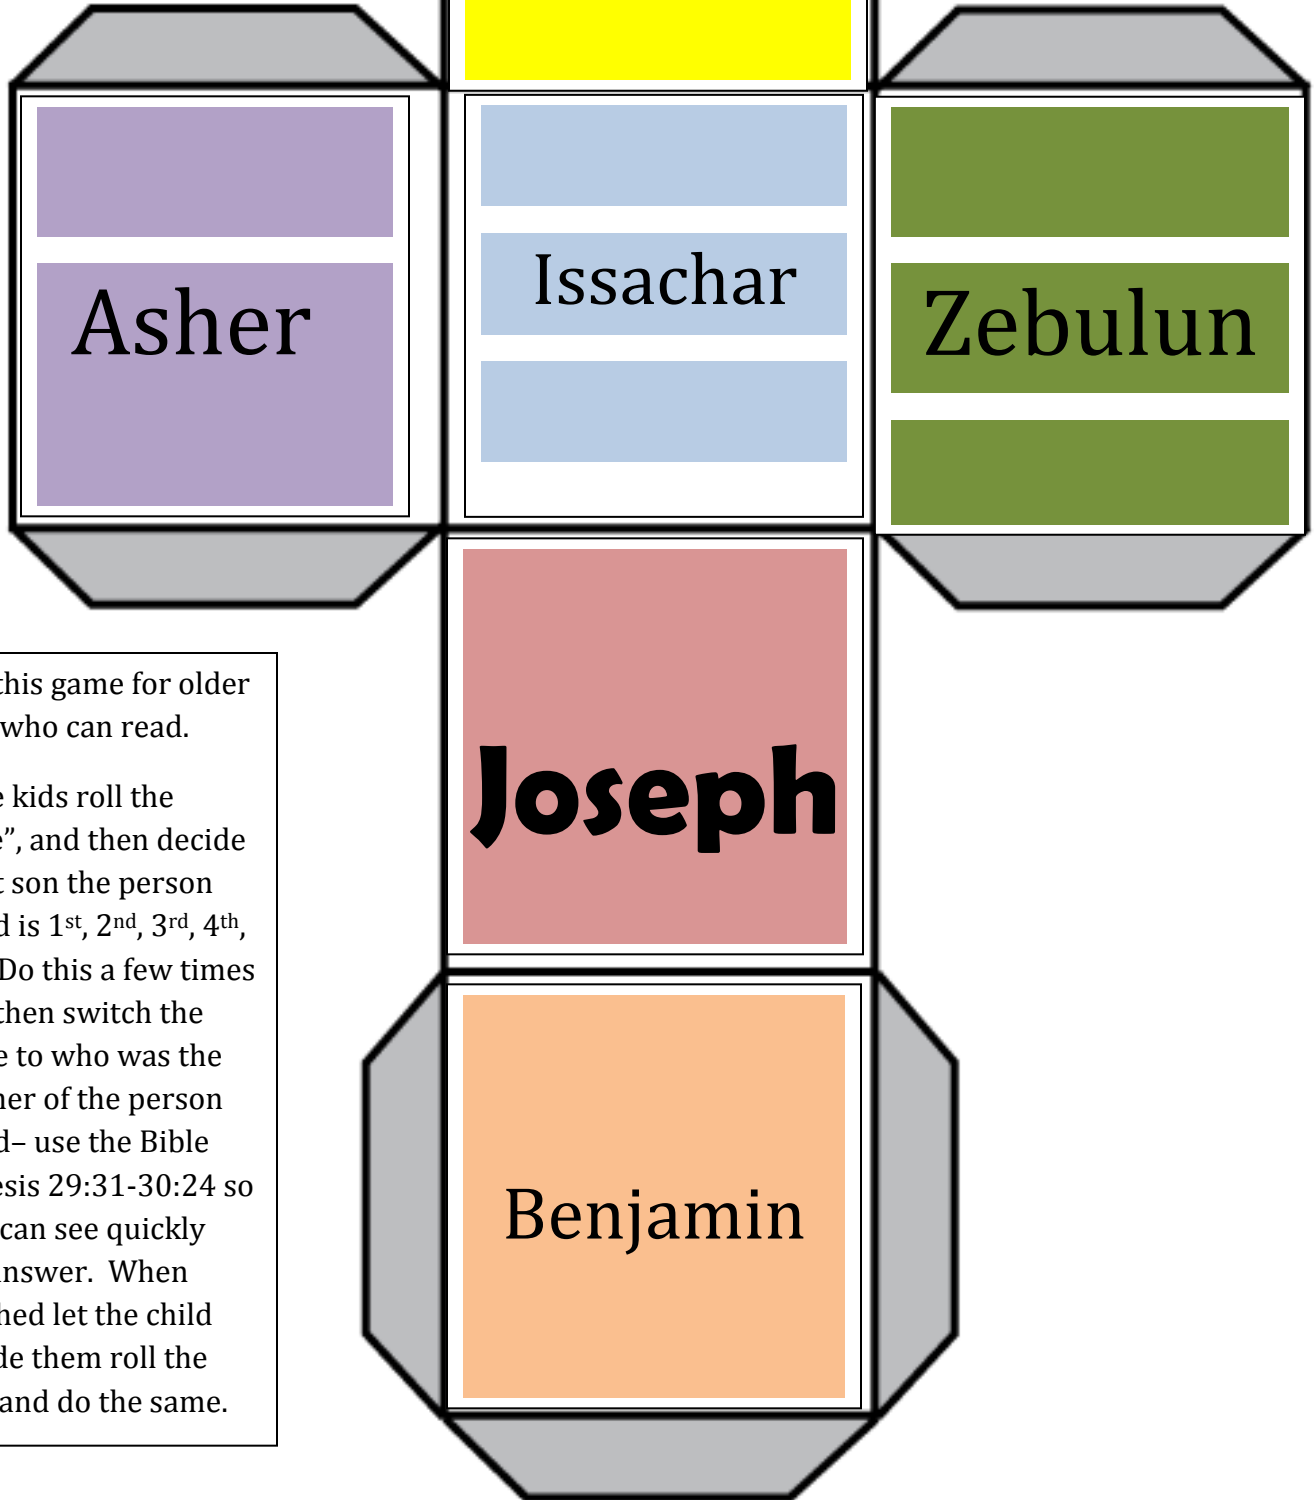 Asher
Issachar
Zebulun
Joseph
Benjamin
this game for older
who can read.
kids roll the
and then decide
son the person
is 1st, 2nd, 3rd, 4th,
Do this a few times
then switch the
to who was the
of the person
– use the Bible
29:31-30:24 so
can see quickly
When
let the child
them roll the
and do the same.